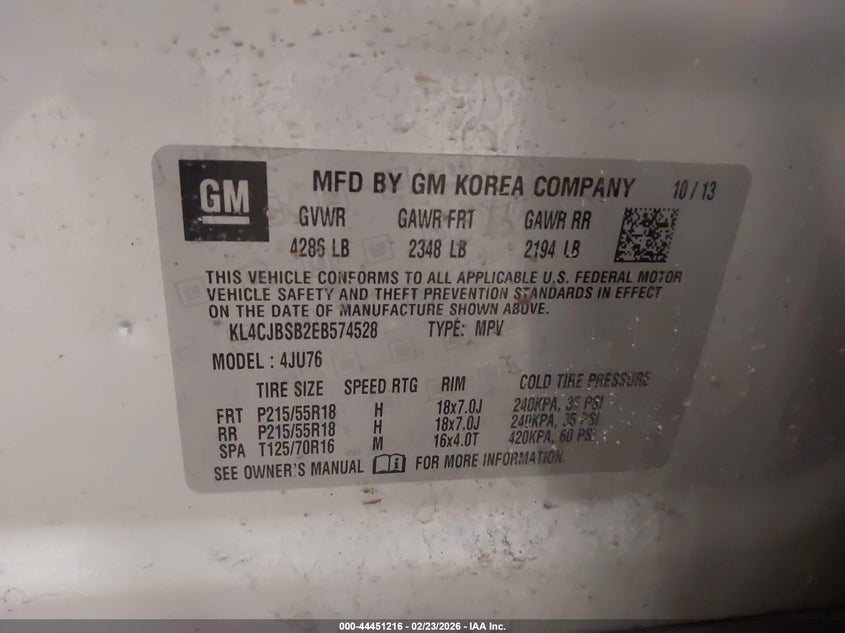 GM
MFD BY GM KOREA COMPANY 10/13
GVWR GAWR FRT GAWR RR
4286 LB 2348 LB 2194 LB
THIS VEHICLE CONFORMS TO ALL APPLICABLE U.S. FEDERAL MOTOR
VEHICLE SAFETY AND THEFT PREVENTION STANDARDS IN EFFECT
ON THE DATE OF MANUFACTURE SHOWN ABOVE.
KL4CJBSB2EB574528 TYPE: MPV
MODEL : 4JU76
TIRE SIZE SPEED RTG RIM COLD TIRE PRESSURE
FRT P215/55R18 H 18x7.0J 240KPA, 35 PSI
RR P215/55R18 H 18x7.0J 240KPA, 35 PSI
SPA T125/70R16 M 16x4.0T 420KPA, 60 PSI
SEE OWNER'S MANUAL FOR MORE INFORMATION.
000-44451216 - 02/23/2026 - IAA Inc.